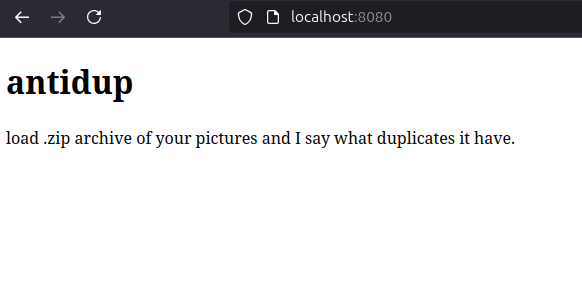 localhost:8080
antidup
load .zip archive of your pictures and I say what duplicates it have.